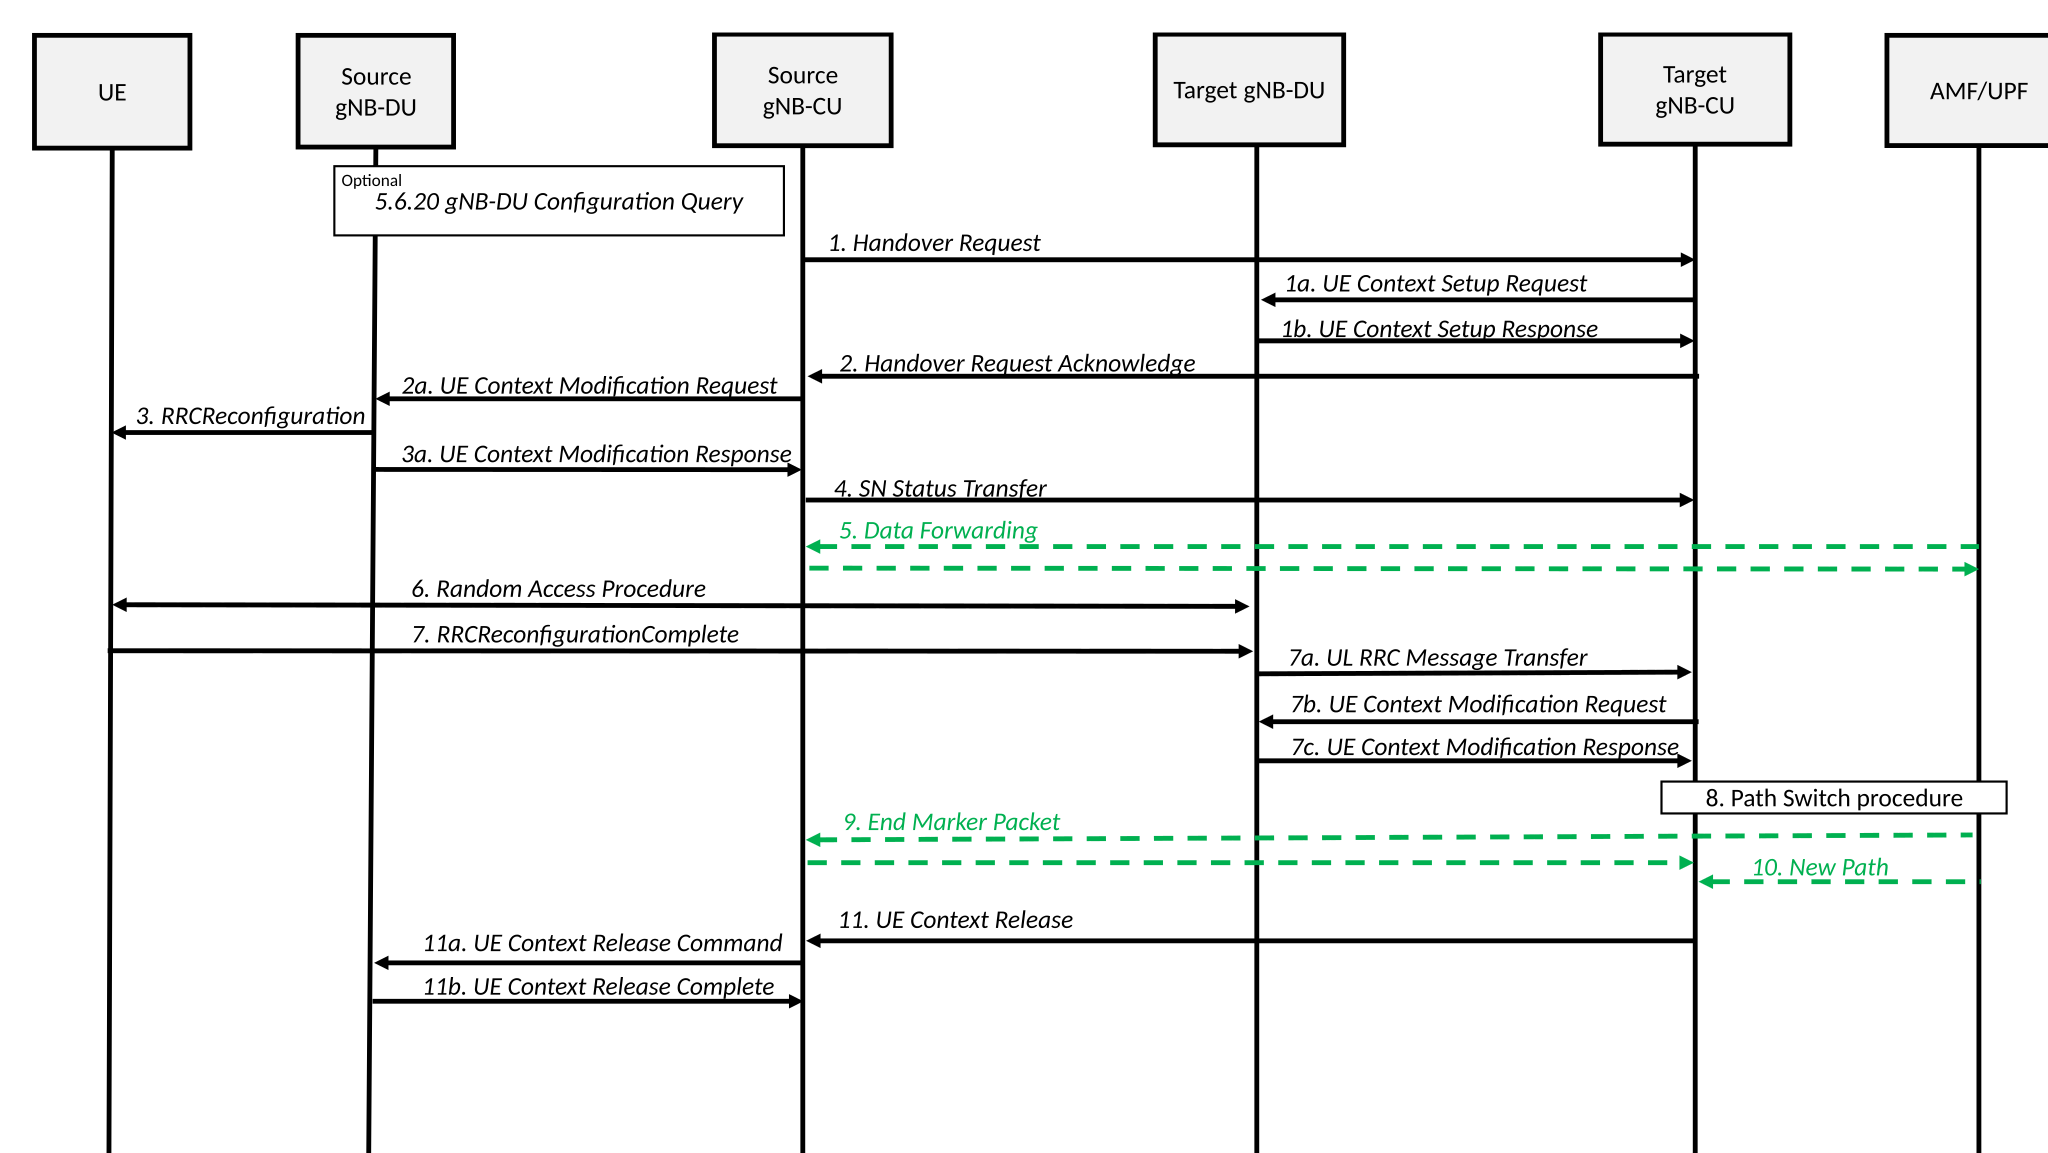 UE
Source
gNB-DU
Source
gNB-CU
Target gNB-DU
Target
gNB-CU
AMF/UPF
Optional
5.6.20 gNB-DU Configuration Query
1. Handover Request
1a. UE Context Setup Request
1b. UE Context Setup Response
2. Handover Request Acknowledge
2a. UE Context Modification Request
3. RRCReconfiguration
3a. UE Context Modification Response
4. SN Status Transfer
5. Data Forwarding
6. Random Access Procedure
7. RRCReconfigurationComplete
7a. UL RRC Message Transfer
7b. UE Context Modification Request
7c. UE Context Modification Response
8. Path Switch procedure
9. End Marker Packet
10. New Path
11. UE Context Release
11a. UE Context Release Command
11b. UE Context Release Complete